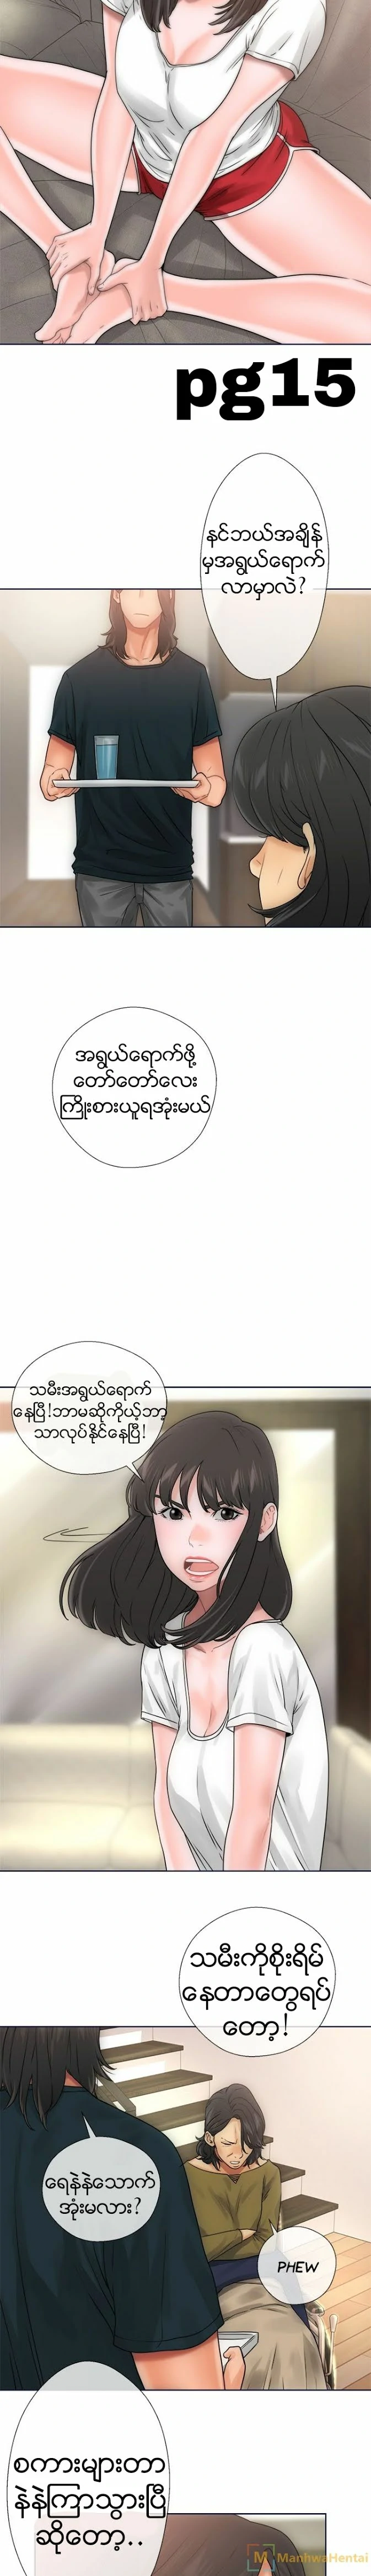 pg15
နင်ဘယ်အချိန်
မှအရွယ်ရောက်
လာမှာလဲ?
အရွယ်ရောက်ဖို့
တော်တော်လေး
ကြိုးစားယူရအုံးမယ်
သမီးအရွယ်ရောက်
နေပြီ!ဘာမဆိုကိုယ့်ဘာ့
သာလုပ်နိုင်နေပြီ!
သမီးကိုစိုးရိမ်
နေတာတွေရပ်
တော့!
ရေနဲနဲသောက်
အုံးမလား?
PHEW
စကားများတာ
နဲနဲကြာသွားပြီ
ဆိုတော့..
M ManhwaHentai